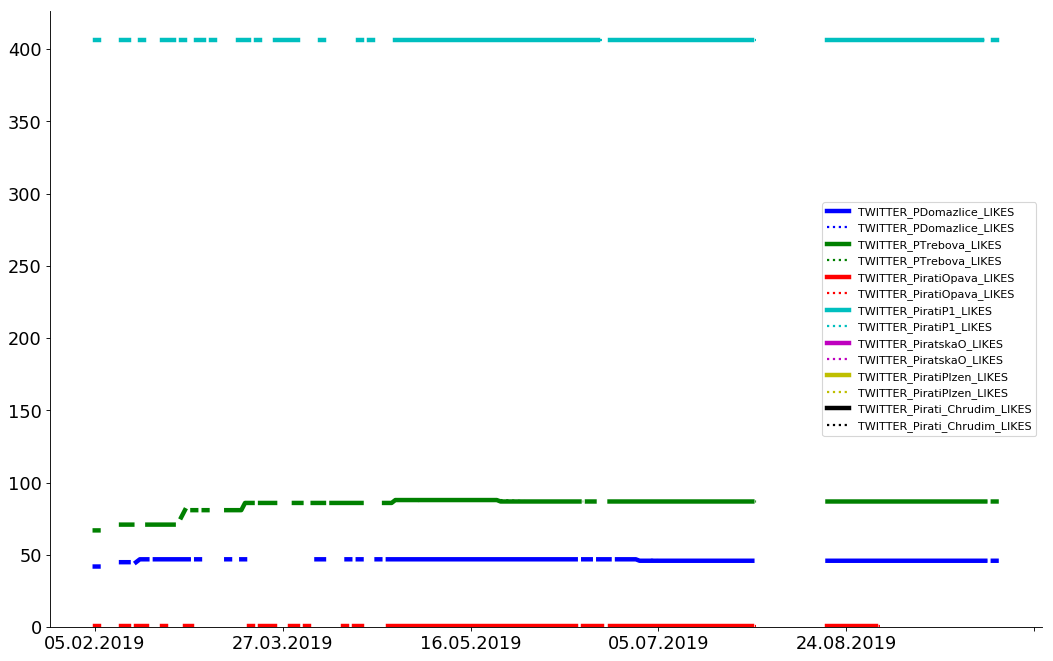 400
350
300
250
200
150
100
50
0
05.02.2019
27.03.2019
16.05.2019
05.07.2019
24.08.2019
TWITTER_PDomazlice_LIKES
TWITTER_PDomazlice_LIKES
TWITTER_PTrebova_LIKES
TWITTER_PTrebova_LIKES
TWITTER_PiratiOpava_LIKES
TWITTER_PiratiOpava_LIKES
TWITTER_PiratiP1_LIKES
TWITTER_PiratiP1_LIKES
TWITTER_PiratskaO_LIKES
TWITTER_PiratskaO_LIKES
TWITTER_PiratiPlzen_LIKES
TWITTER_PiratiPlzen_LIKES
TWITTER_Pirati_Chrudim_LIKES
TWITTER_Pirati_Chrudim_LIKES